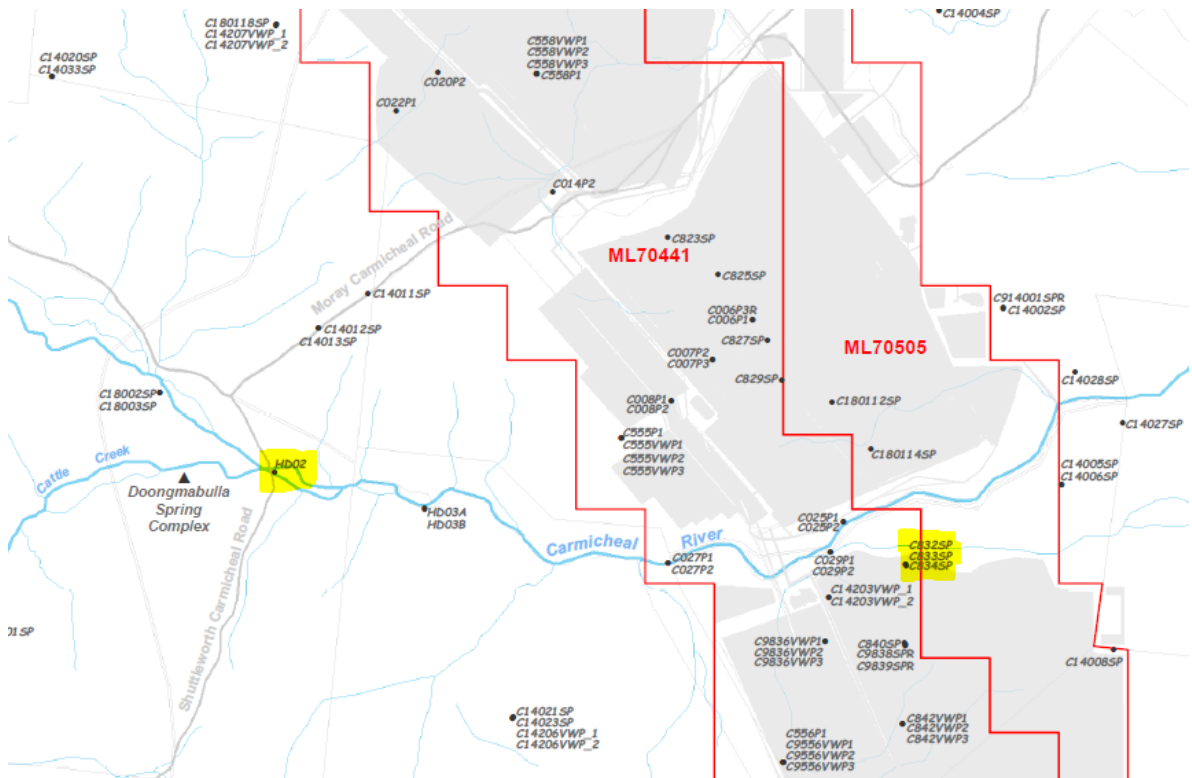 C14004SP
C180118SP
C14207VWP_1
C14207VWP_2
C14020SP
C14033SP
C020P2
C558VWP1
C558VWP2
C558VWP3
C558P1
C022P1
C014P2
Moray Carmicheal Road
C823SP
ML70441
C825SP
C14011SP
C914001SPR
C14002SP
C006P3R
C006P1
C14012SP
C14013SP
C827SP
ML70505
C007P2
C007P3
C829SP
C14028SP
C18002SP
C18003SP
C008P1
C008P2
C180112SP
C14027SP
C555P1
C555VWP1
C555VWP2
C555VWP3
C180114SP
Cattle Creek
HD02
C14005SP
C14006SP
Doongmabulla
Spring
Complex
HD03A
HD03B
C025P1
C025P2
Carmicheal River
C832SP
C833SP
C834SP
C027P1
C027P2
C029P1
C029P2
C14203VWP_1
C14203VWP_2
Shuttleworth Carmicheal Road
01SP
C9836VWP1
C9836VWP2
C9836VWP3
C840SP
C9838SPR
C9839SPR
C14008SP
C14021SP
C14023SP
C14206VWP_1
C14206VWP_2
C842VWP1
C842VWP2
C842VWP3
C556P1
C9556VWP1
C9556VWP2
C9556VWP3